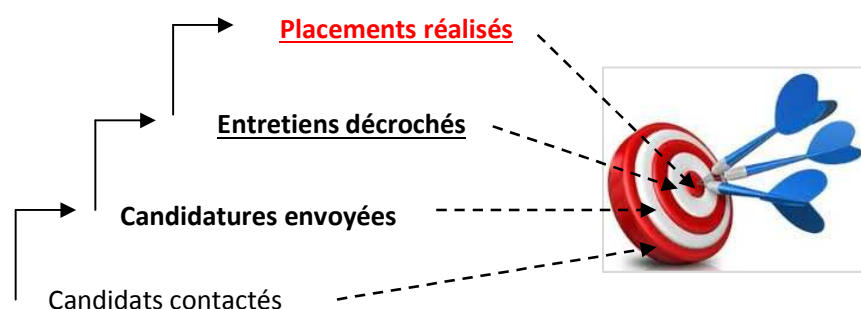 Placements réalisés
Entretiens décrochés
Candidatures envoyées
Candidats contactés